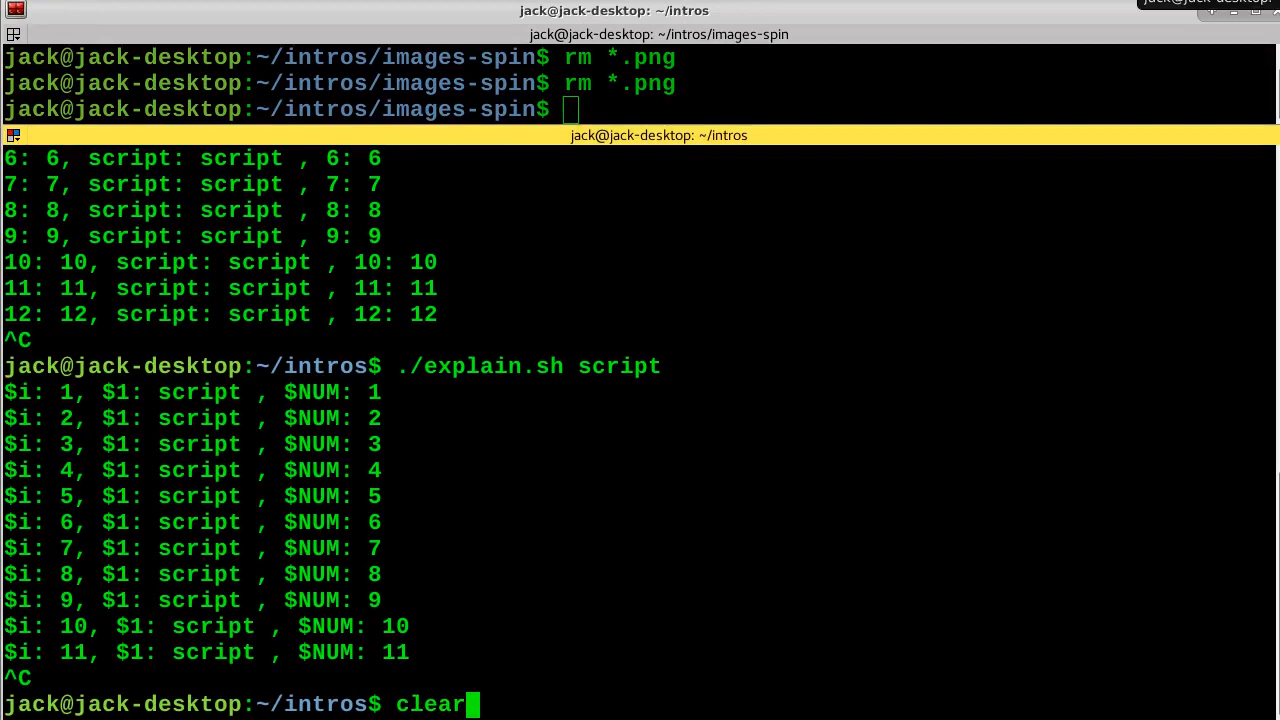 jack@jack-desktop: ~/intros
jack@jack-desktop: ~/intros/images-spin
jack@jack-desktop:~/intros/images-spin$ rm *.png
jack@jack-desktop:~/intros/images-spin$ rm *.png
jack@jack-desktop:~/intros/images-spin$
jack@jack-desktop: ~/intros
6: 6, script: script , 6: 6
7: 7, script: script , 7: 7
8: 8, script: script , 8: 8
9: 9, script: script , 9: 9
10: 10, script: script , 10: 10
11: 11, script: script , 11: 11
12: 12, script: script , 12: 12
^C
jack@jack-desktop:~/intros$ ./explain.sh script
$i: 1, $1: script , $NUM: 1
$i: 2, $1: script , $NUM: 2
$i: 3, $1: script , $NUM: 3
$i: 4, $1: script , $NUM: 4
$i: 5, $1: script , $NUM: 5
$i: 6, $1: script , $NUM: 6
$i: 7, $1: script , $NUM: 7
$i: 8, $1: script , $NUM: 8
$i: 9, $1: script , $NUM: 9
$i: 10, $1: script , $NUM: 10
$i: 11, $1: script , $NUM: 11
^C
jack@jack-desktop:~/intros$ clear